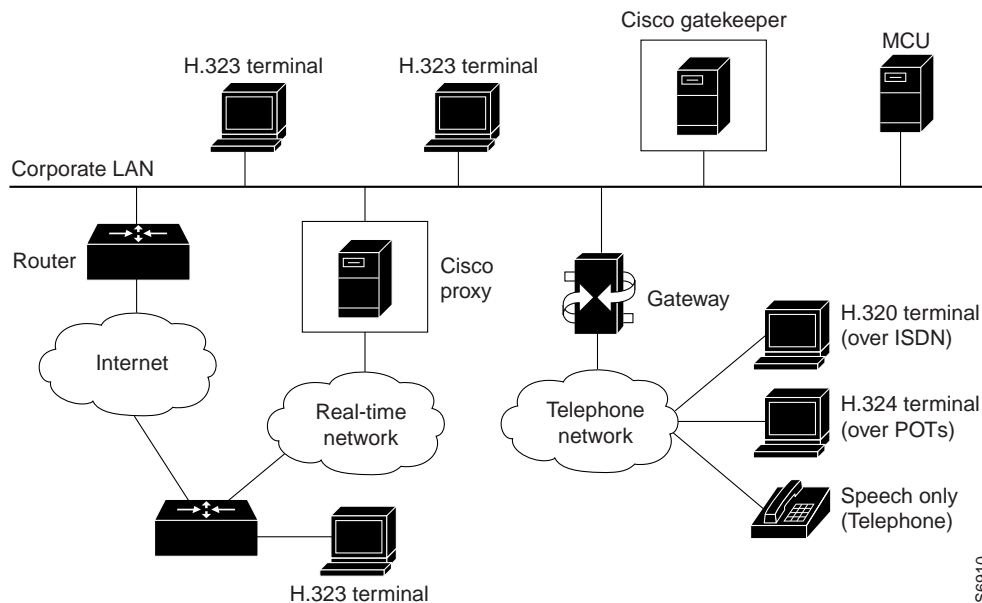 Cisco gatekeeper
MCU
H.323 terminal
H.323 terminal
Corporate LAN
Router
Cisco
proxy
Gateway
H.320 terminal
(over ISDN)
Internet
Real-time
network
Telephone
network
H.324 terminal
(over POTs)
Speech only
(Telephone)
H.323 terminal
S6910